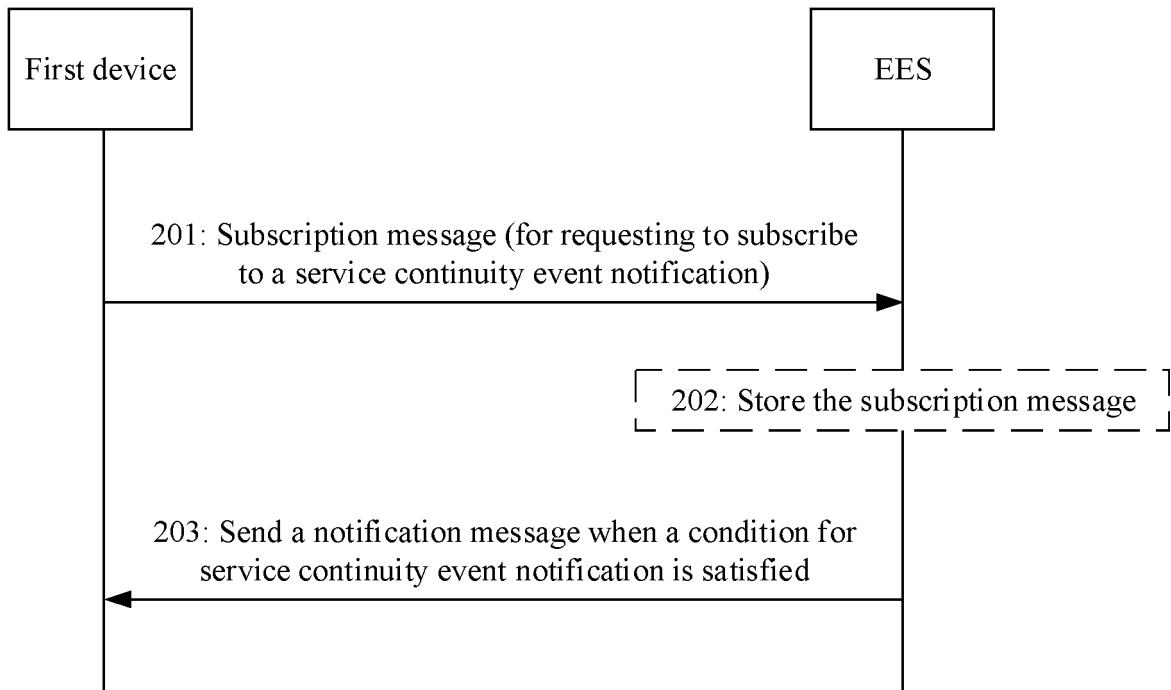 First device
EES
201: Subscription message (for requesting to subscribe
to a service continuity event notification)
202: Store the subscription message
203: Send a notification message when a condition for
service continuity event notification is satisfied